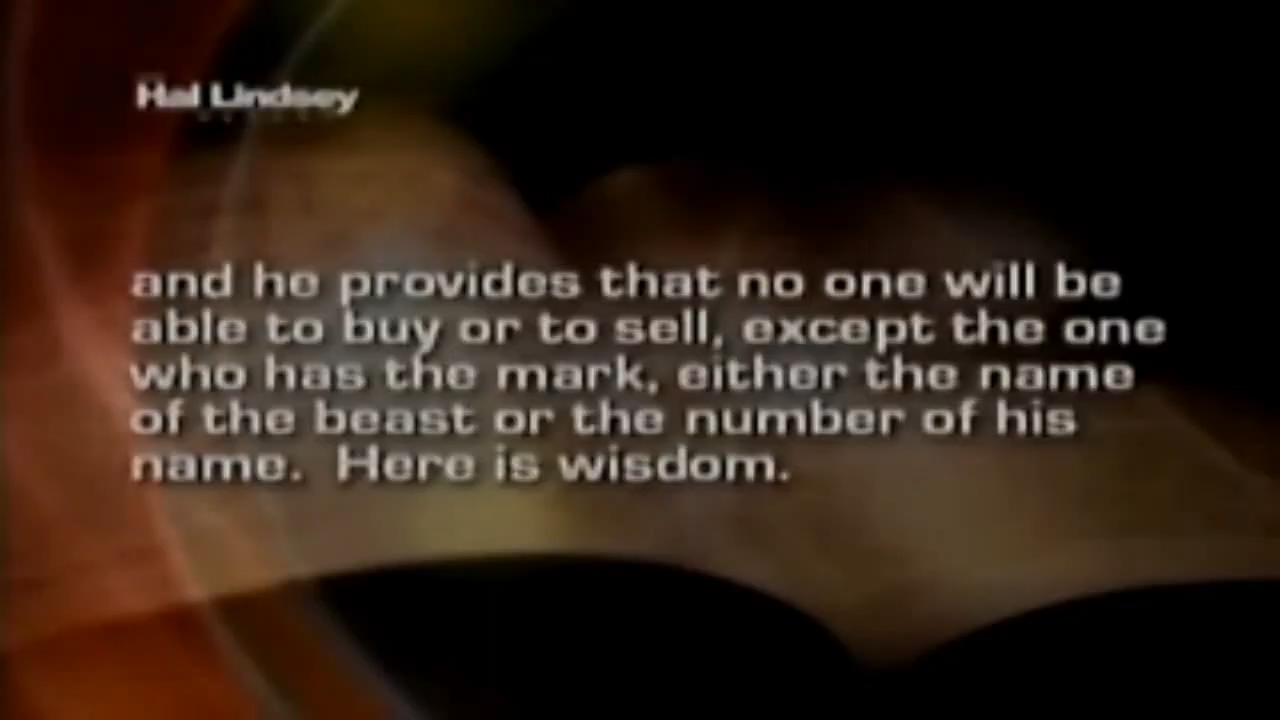 Hal Lindsey
and he provides that no one will be
able to buy or to sell, except the one
who has the mark, either the name
of the beast or the number of his
name. Here is wisdom.